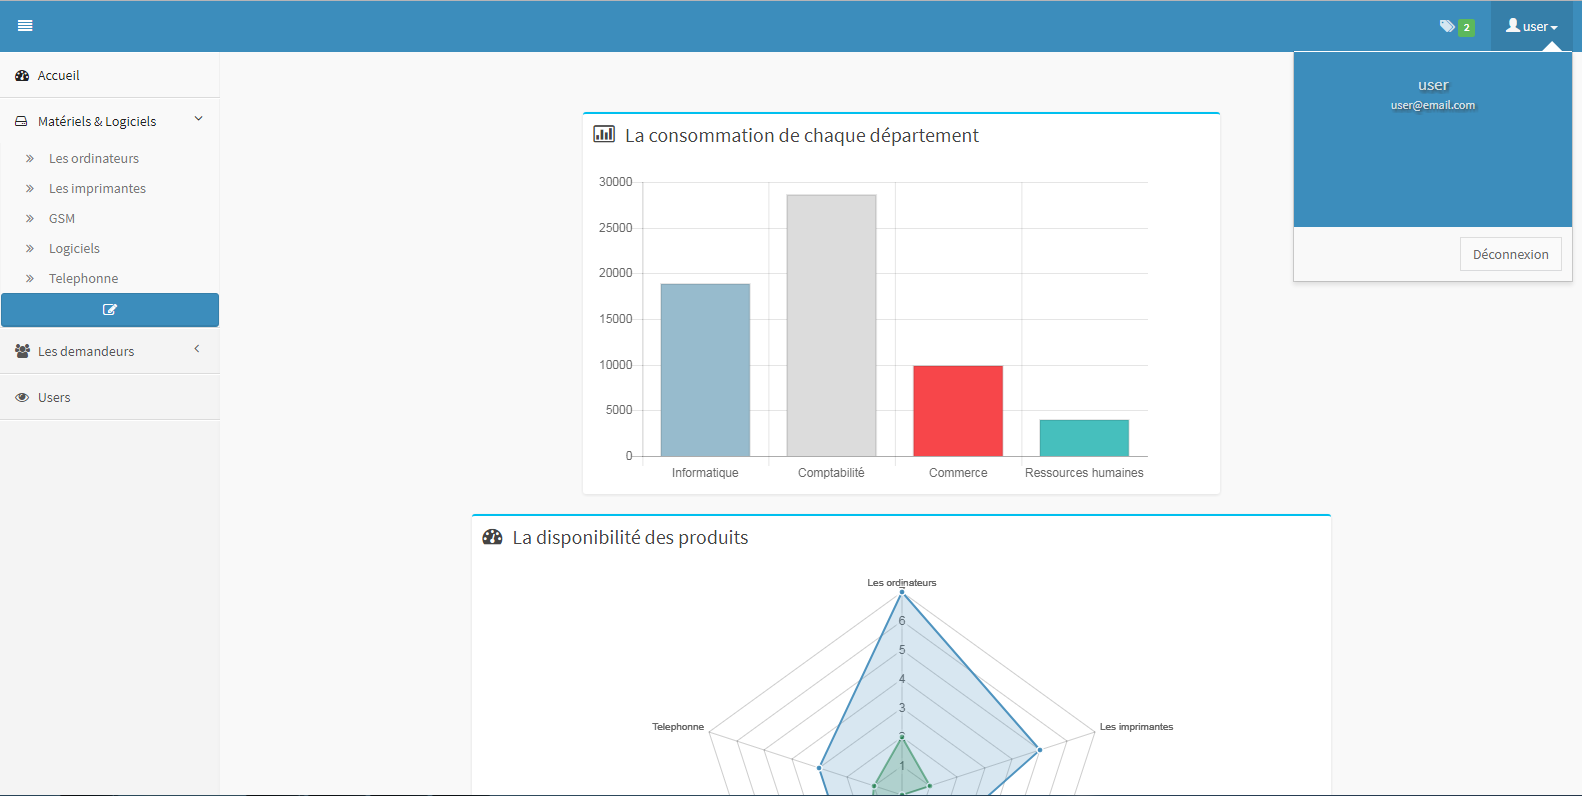 2
user
Accueil
Matériels & Logiciels
Les ordinateurs
Les imprimantes
GSM
Logiciels
Telephonne
Les demandeurs
Users
user
user@email.com
Déconnexion
La consommation de chaque département
30000
25000
20000
15000
10000
5000
0
Informatique
Comptabilité
Commerce
Ressources humaines
La disponibilité des produits
Les ordinateurs
7
6
5
4
3
2
1
Telephonne
Les imprimantes